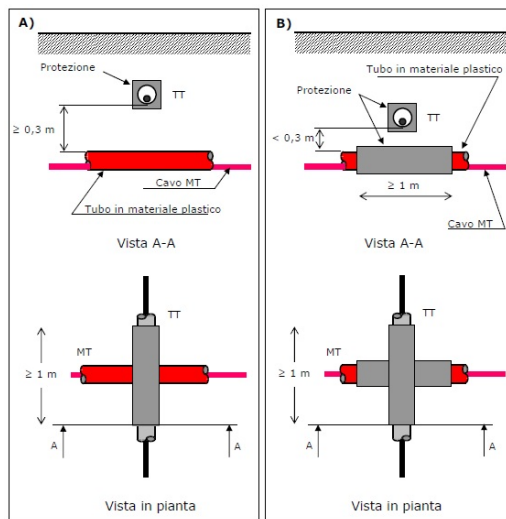 A)
Protezione
TT
≥ 0,3 m
Cavo MT
Tubo in materiale plastico
Vista A-A
TT
MT
≥ 1 m
A
A
Vista in pianta
B)
Tubo in materiale plastico
Protezione
TT
< 0,3 m
≥ 1 m
Cavo MT
Vista A-A
TT
MT
≥ 1 m
A
A
Vista in pianta